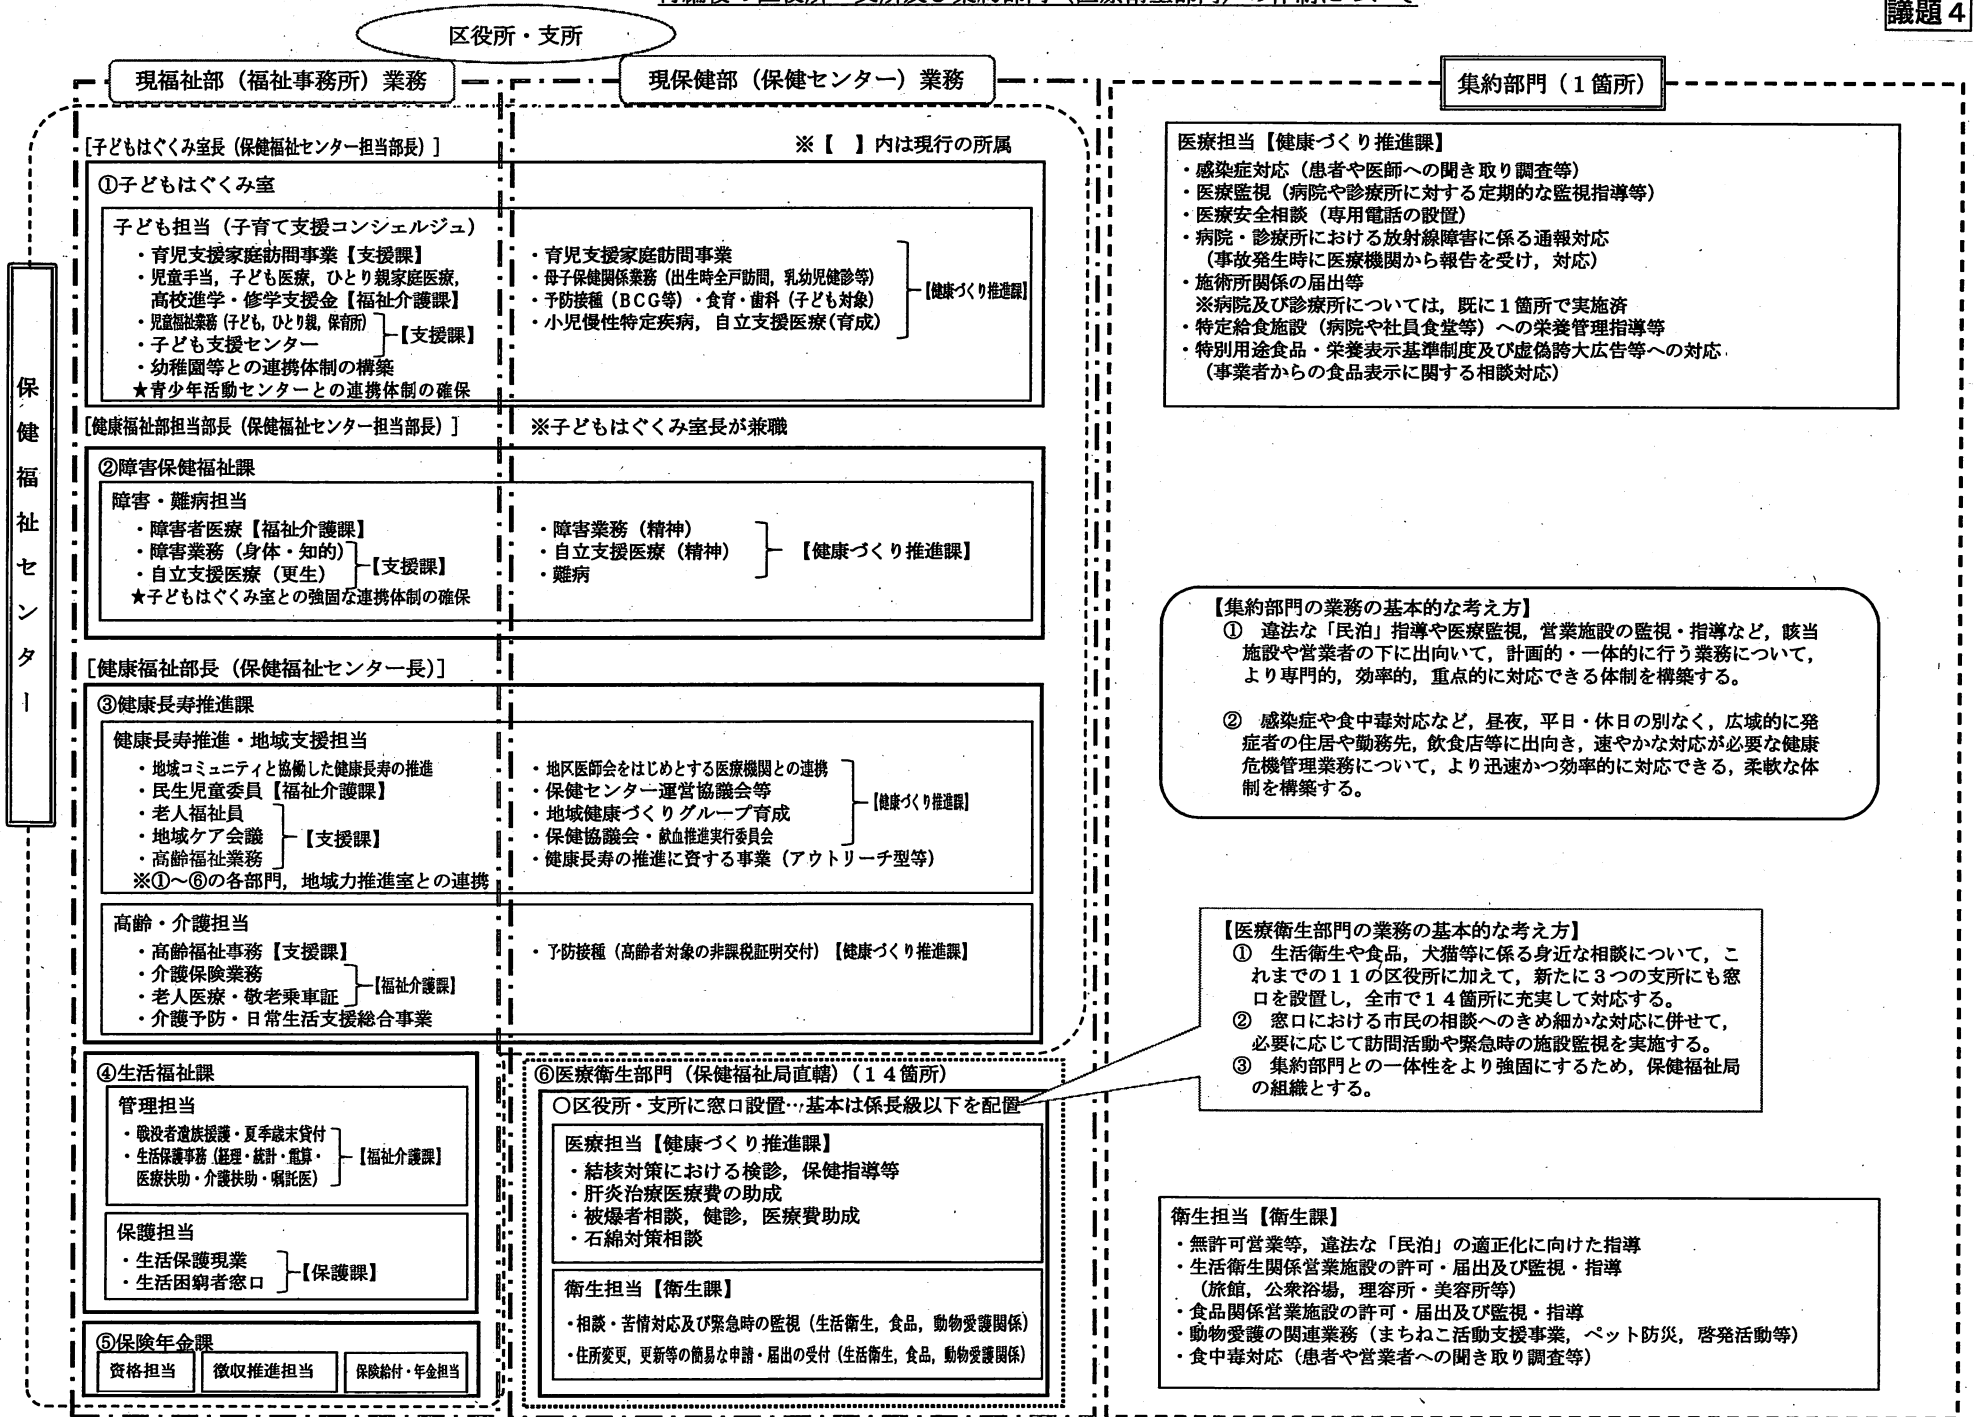 議題４
区役所・支所
現福祉部（福祉事務所）業務
現保健部（保健センター）業務
集約部門（１箇所）
保健福祉センター
[子どもはぐくみ室長（保健福祉センター担当部長）]
※【　】内は現行の所属
①子どもはぐくみ室
子ども担当（子育て支援コンシェルジュ）
・育児支援家庭訪問事業【支援課】
・児童手当，子ども医療，ひとり親家庭医療，
高校進学・修学支援金【福祉介護課】
・児童福祉業務（子ども，ひとり親，保育所）
・子ども支援センター
【支援課】
・幼稚園等との連携体制の構築
★青少年活動センターとの連携体制の確保
・育児支援家庭訪問事業
・母子保健関係業務（出生時全戸訪問，乳幼児健診等）
・予防接種（ＢＣＧ等）・食育・歯科（子ども対象）
・小児慢性特定疾病，自立支援医療（育成）
【健康づくり推進課】
[健康福祉部担当部長（保健福祉センター担当部長）]
※子どもはぐくみ室長が兼職
②障害保健福祉課
障害・難病担当
・障害者医療【福祉介護課】
・障害業務（身体・知的）
・自立支援医療（更生）
【支援課】
★子どもはぐくみ室との強固な連携体制の確保
・障害業務（精神）
・自立支援医療（精神）
・難病
【健康づくり推進課】
[健康福祉部長（保健福祉センター長）]
③健康長寿推進課
健康長寿推進・地域支援担当
・地域コミュニティと協働した健康長寿の推進
・民生児童委員【福祉介護課】
・老人福祉員
・地域ケア会議
・高齢福祉業務
【支援課】
※①～⑥の各部門，地域力推進室との連携
・地区医師会をはじめとする医療機関との連携
・保健センター運営協議会等
・地域健康づくりグループ育成
・保健協議会・献血推進実行委員会
【健康づくり推進課】
・健康長寿の推進に資する事業（アウトリーチ型等）
高齢・介護担当
・高齢福祉事務【支援課】
・介護保険業務
・老人医療・敬老乗車証
【福祉介護課】
・介護予防・日常生活支援総合事業
・予防接種（高齢者対象の非課税証明交付）【健康づくり推進課】
④生活福祉課
管理担当
・戦没者遺族援護・夏季歳末貸付
・生活保護事務（経理・統計・電算・
医療扶助・介護扶助・嘱託医）
【福祉介護課】
保護担当
・生活保護現業
・生活困窮者窓口
【保護課】
⑤保険年金課
資格担当
徴収推進担当
保険給付・年金担当
⑥医療衛生部門（保健福祉局直轄）（１４箇所）
○区役所・支所に窓口設置…基本は係長級以下を配置
医療担当【健康づくり推進課】
・結核対策における検診，保健指導等
・肝炎治療医療費の助成
・被爆者相談，健診，医療費助成
・石綿対策相談
衛生担当【衛生課】
・相談・苦情対応及び緊急時の監視（生活衛生，食品，動物愛護関係）
・住所変更，更新等の簡易な申請・届出の受付（生活衛生，食品，動物愛護関係）
医療担当【健康づくり推進課】
・感染症対応（患者や医師への聞き取り調査等）
・医療監視（病院や診療所に対する定期的な監視指導等）
・医療安全相談（専用電話の設置）
・病院・診療所における放射線障害に係る通報対応
（事故発生時に医療機関から報告を受け，対応）
・施術所関係の届出等
※病院及び診療所については，既に１箇所で実施済
・特定給食施設（病院や社員食堂等）への栄養管理指導等
・特別用途食品・栄養表示基準制度及び虚偽誇大広告等への対応
（事業者からの食品表示に関する相談対応）
【集約部門の業務の基本的な考え方】
①　違法な「民泊」指導や医療監視，営業施設の監視・指導など，該当
施設や営業者の下に出向いて，計画的・一体的に行う業務について，
より専門的，効率的，重点的に対応できる体制を構築する。
②　感染症や食中毒対応など，昼夜，平日・休日の別なく，広域的に発
症者の住居や勤務先，飲食店等に出向き，速やかな対応が必要な健康
危機管理業務について，より迅速かつ効率的に対応できる，柔軟な体
制を構築する。
【医療衛生部門の業務の基本的な考え方】
①　生活衛生や食品，犬猫等に係る身近な相談について，こ
れまでの１１の区役所に加えて，新たに３つの支所にも窓
口を設置し，全市で１４箇所に充実して対応する。
②　窓口における市民の相談へのきめ細かな対応に併せて，
必要に応じて訪問活動や緊急時の施設監視を実施する。
③　集約部門との一体性をより強固にするため，保健福祉局
の組織とする。
衛生担当【衛生課】
・無許可営業等，違法な「民泊」の適正化に向けた指導
・生活衛生関係営業施設の許可・届出及び監視・指導
（旅館，公衆浴場，理容所・美容所等）
・食品関係営業施設の許可・届出及び監視・指導
・動物愛護の関連業務（まちねこ活動支援事業，ペット防災，啓発活動等）
・食中毒対応（患者や営業者への聞き取り調査等）